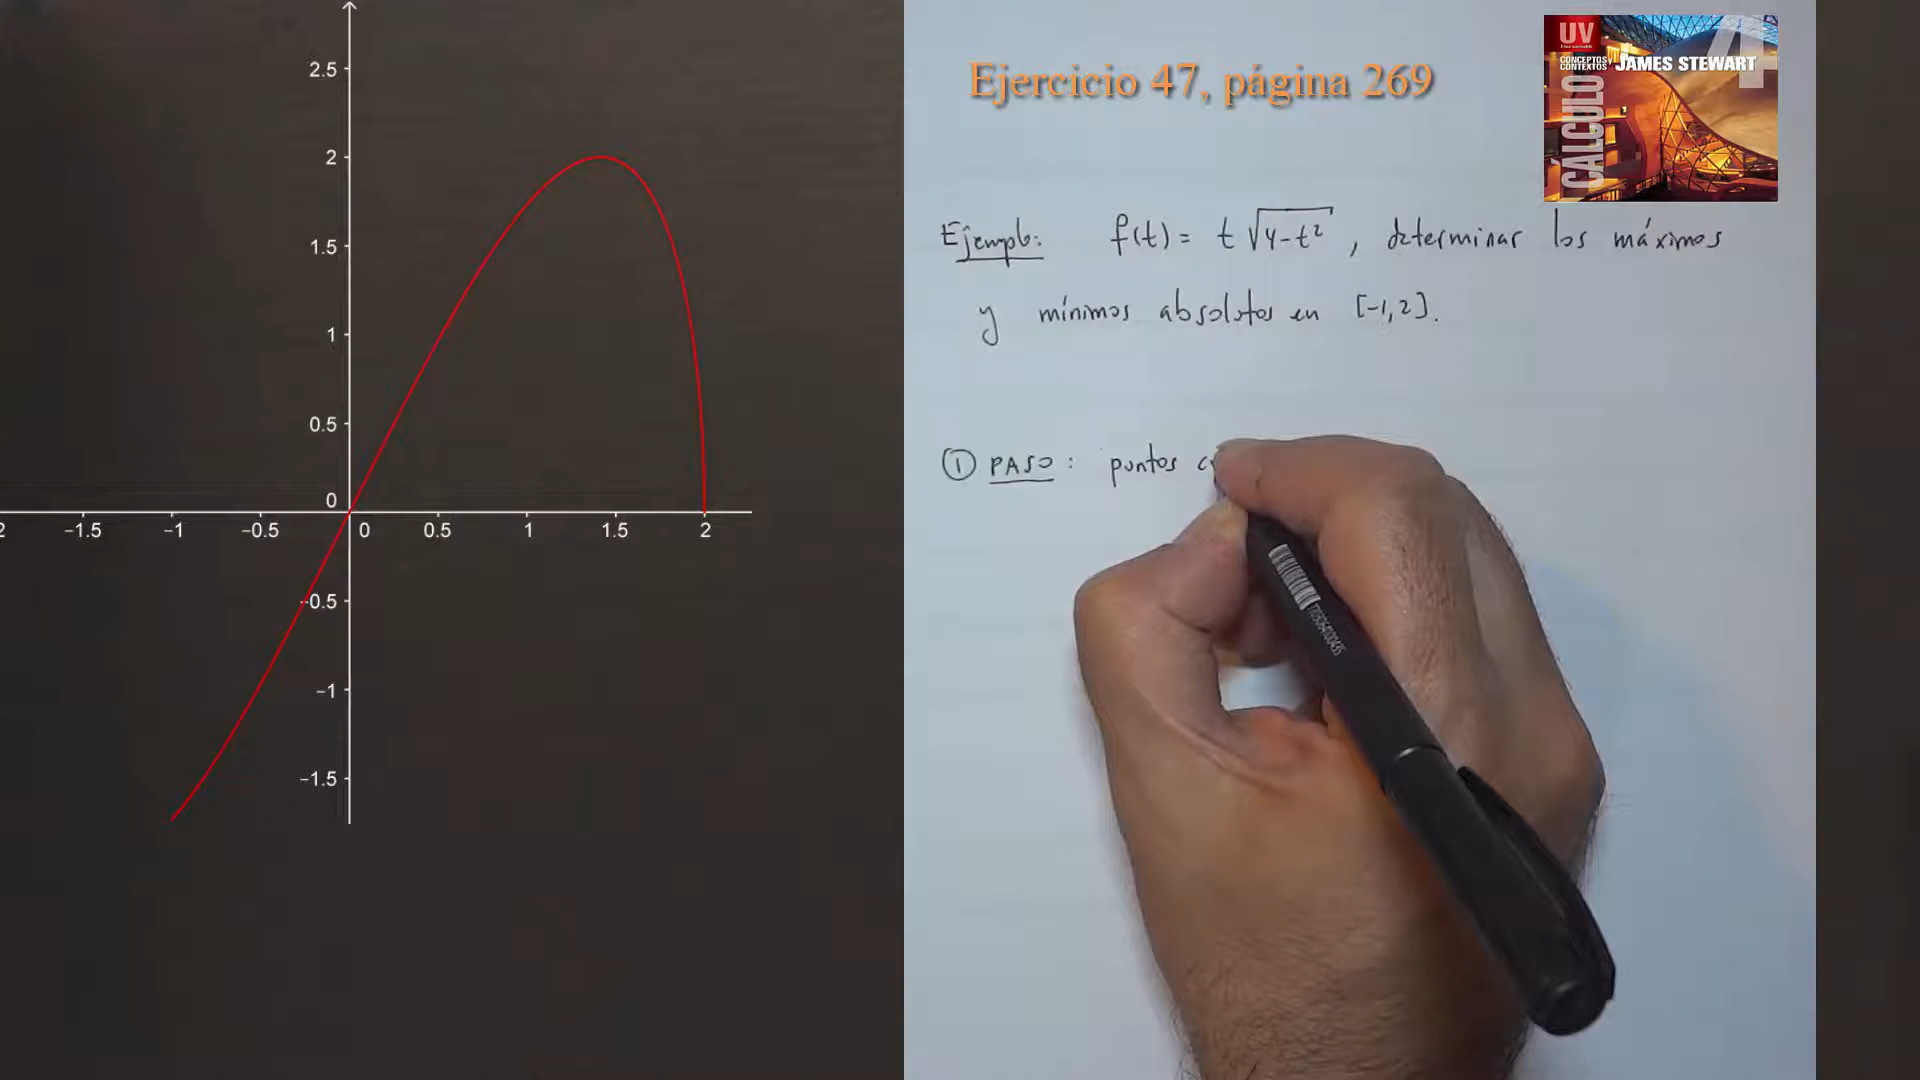 2.5
2
1.5
1
0.5
0
2 -1.5 -1 -0.5 0 0.5 1 1.5 2
-0.5
-1
-1.5
Ejercicio 47, página 269
UV
CONCEPTOS Y CONTEXTOS
JAMES STEWART
4
CÁLCULO
Ejemplo: f(t) = t √(4-t²) , determinar los máximos
y mínimos absolutos en [-1,2].
① PASO : puntos